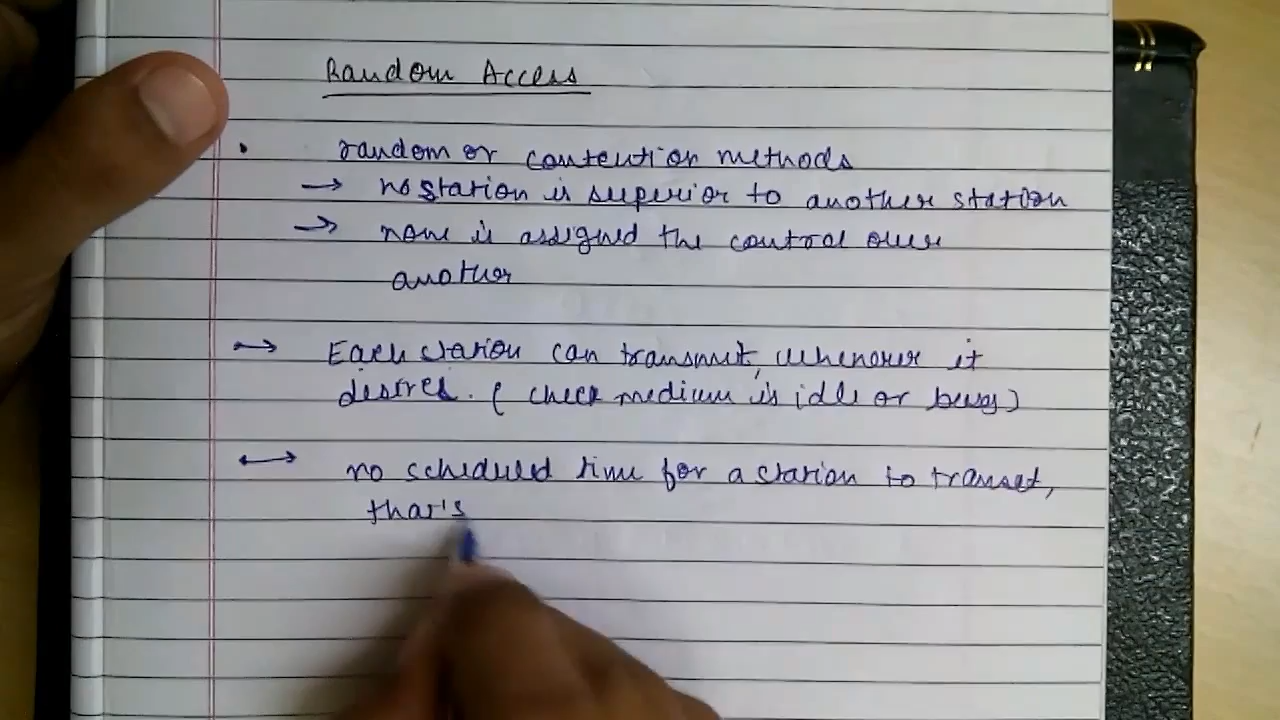 Random Access
• random or contention methods
→ no station is superior to another station
→ none is assigned the control over
another
→ Each station can transmit, whenever it
desires. ( check medium is idle or busy)
↔ no scheduled time for a station to transet,
that's